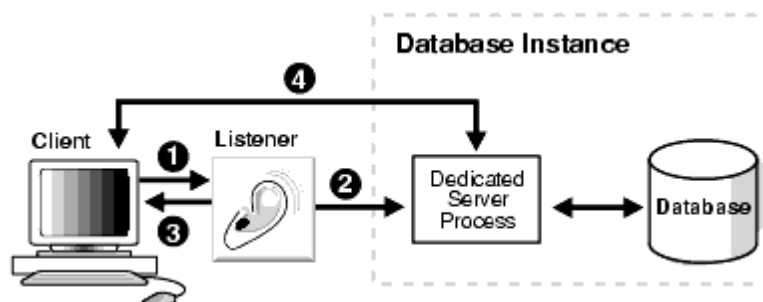 Database Instance
4
Client
Listener
1
2
3
Dedicated
Server
Process
Database